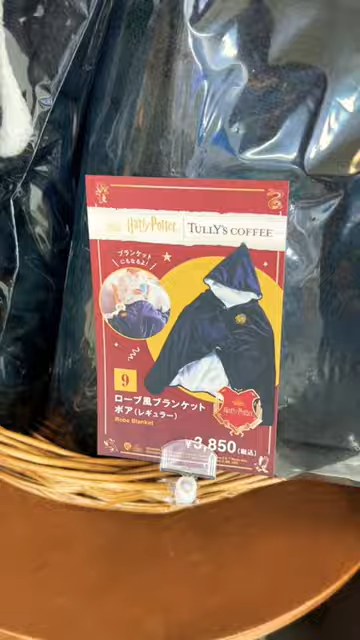 Harry Potter
TULLY'S COFFEE
ブランケット
にもなるよ!
9
ローブ風ブランケット
ボア(レギュラー)
Robe Blanket
Harry Potter
¥3,850(税込)